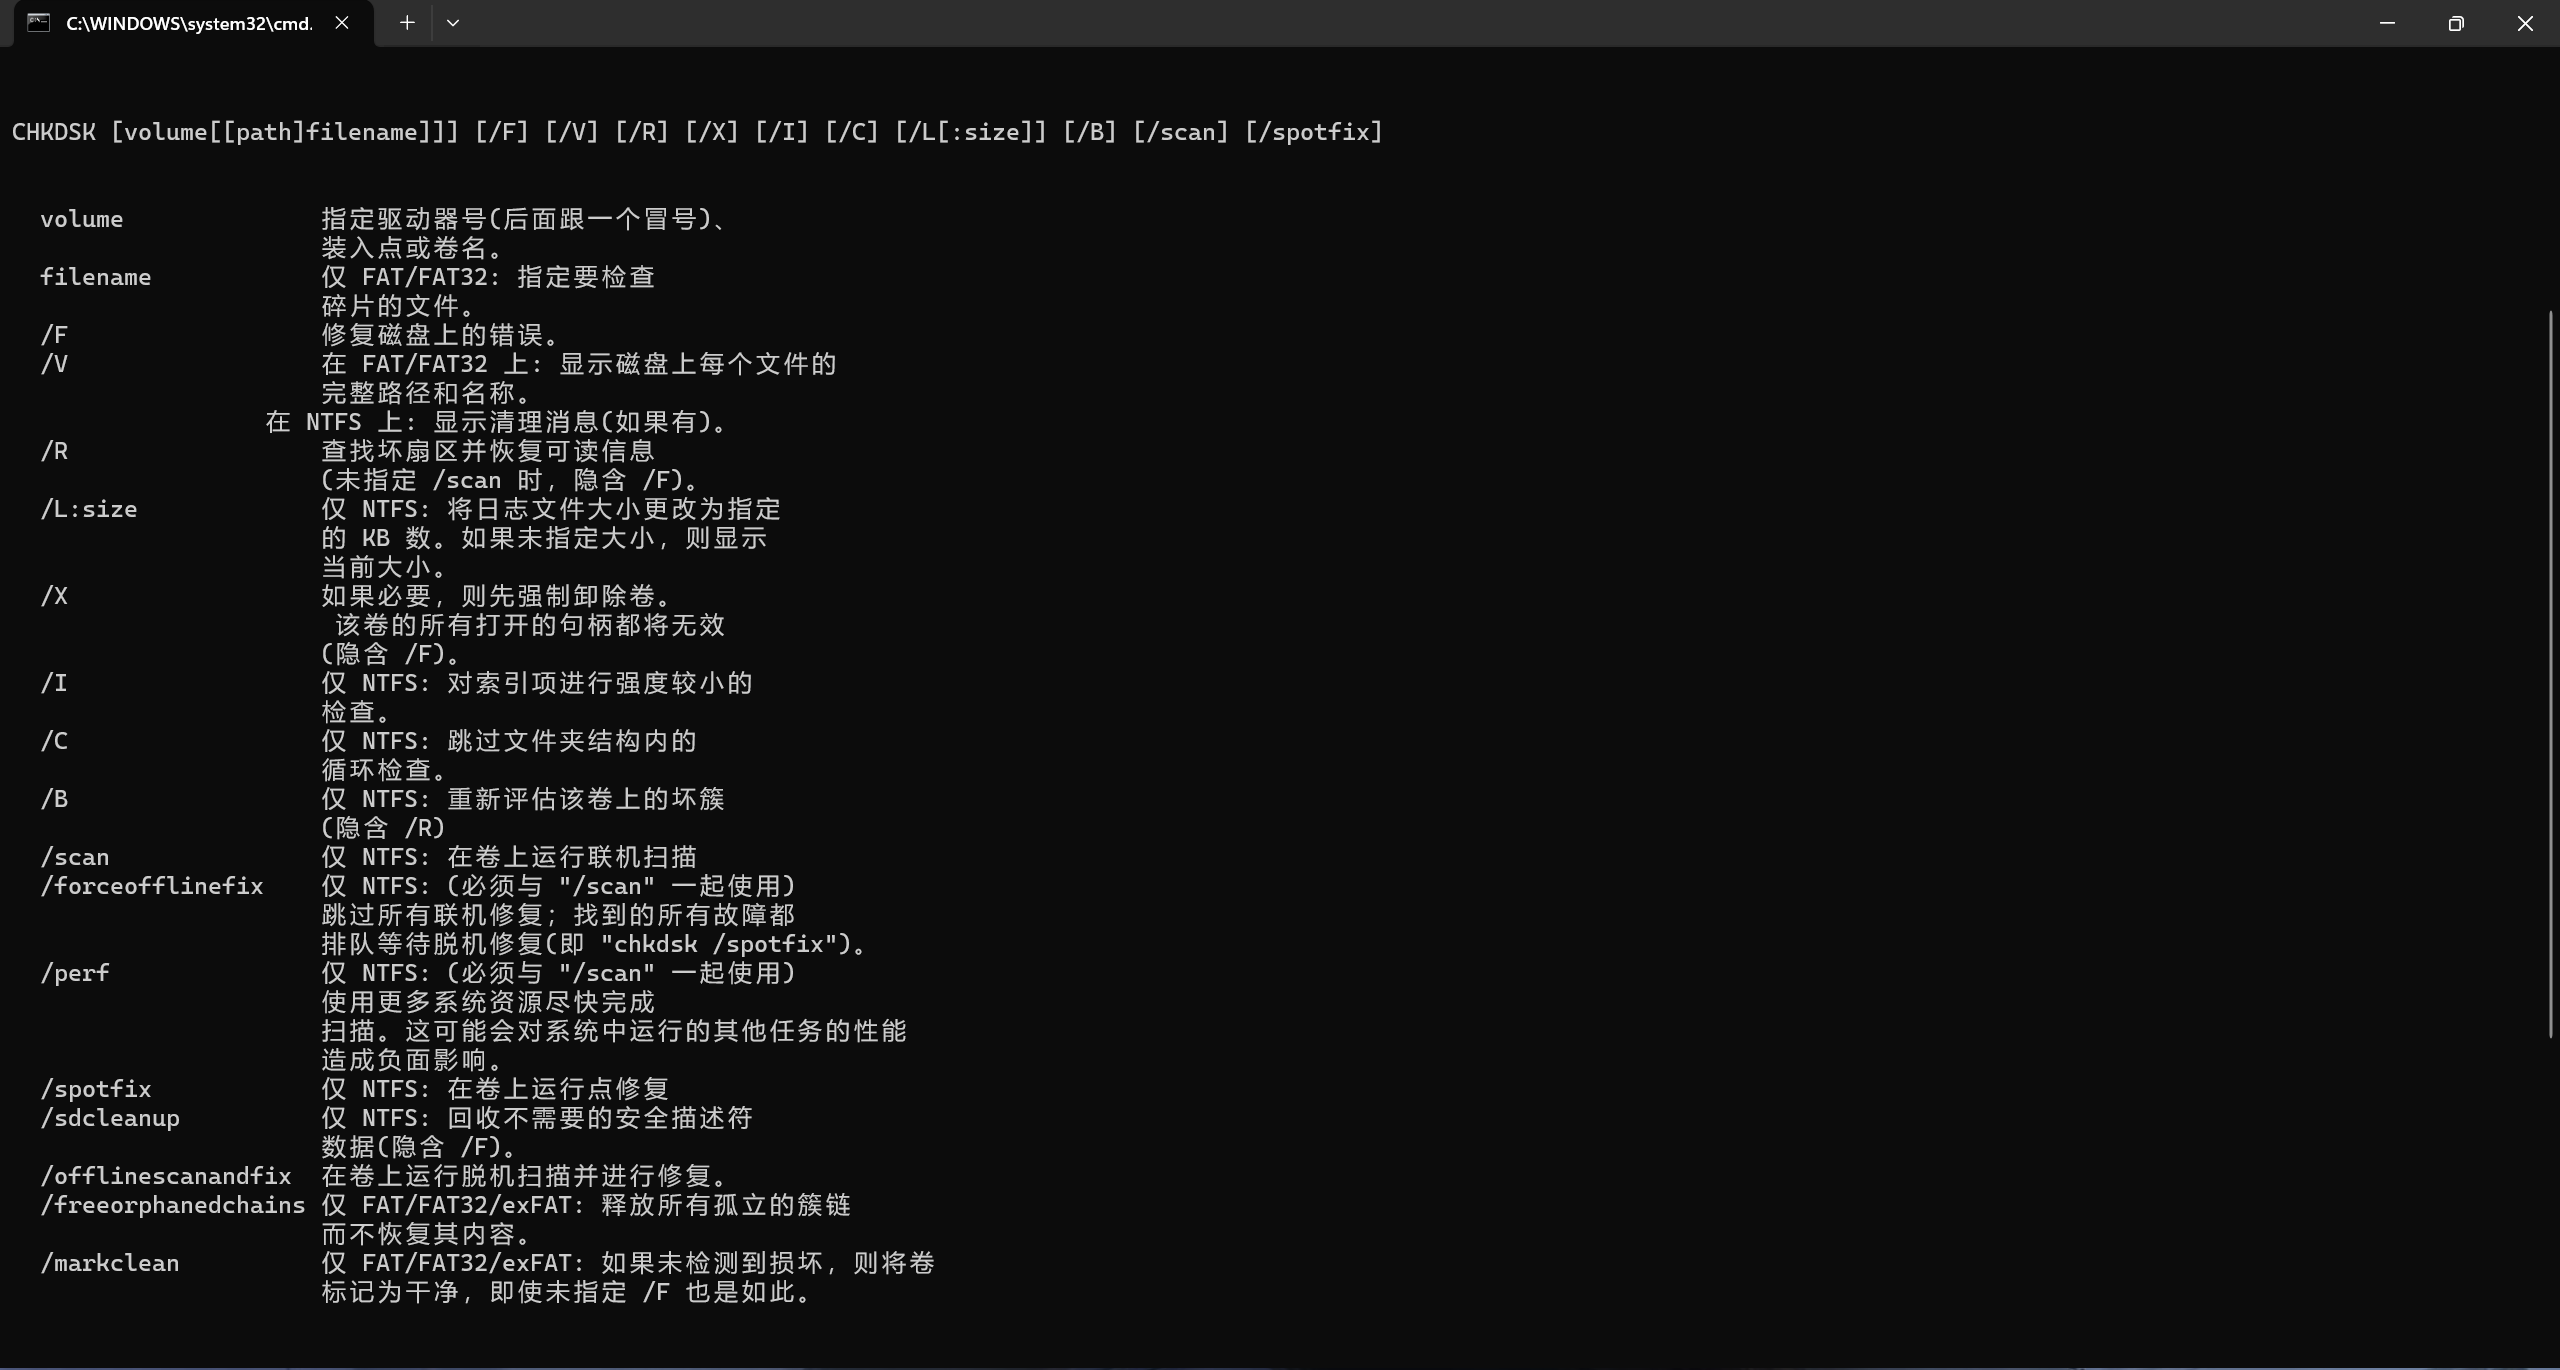 C:\WINDOWS\system32\cmd.
CHKDSK [volume[[path]filename]]] [/F] [/V] [/R] [/X] [/I] [/C] [/L[:size]] [/B] [/scan] [/spotfix]
volume 指定驱动器号(后面跟一个冒号)、
装入点或卷名。
filename 仅 FAT/FAT32: 指定要检查
碎片的文件。
/F 修复磁盘上的错误。
/V 在 FAT/FAT32 上: 显示磁盘上每个文件的
完整路径和名称。
在 NTFS 上: 显示清理消息(如果有)。
/R 查找坏扇区并恢复可读信息
(未指定 /scan 时，隐含 /F)。
/L:size 仅 NTFS: 将日志文件大小更改为指定
的 KB 数。如果未指定大小，则显示
当前大小。
/X 如果必要，则先强制卸除卷。
该卷的所有打开的句柄都将无效
(隐含 /F)。
/I 仅 NTFS: 对索引项进行强度较小的
检查。
/C 仅 NTFS: 跳过文件夹结构内的
循环检查。
/B 仅 NTFS: 重新评估该卷上的坏簇
(隐含 /R)
/scan 仅 NTFS: 在卷上运行联机扫描
/forceofflinefix 仅 NTFS: (必须与 "/scan" 一起使用)
跳过所有联机修复；找到的所有故障都
排队等待脱机修复(即 "chkdsk /spotfix")。
/perf 仅 NTFS: (必须与 "/scan" 一起使用)
使用更多系统资源尽快完成
扫描。这可能会对系统中运行的其他任务的性能
造成负面影响。
/spotfix 仅 NTFS: 在卷上运行点修复
/sdcleanup 仅 NTFS: 回收不需要的安全描述符
数据(隐含 /F)。
/offlinescanandfix 在卷上运行脱机扫描并进行修复。
/freeorphanedchains 仅 FAT/FAT32/exFAT: 释放所有孤立的簇链
而不恢复其内容。
/markclean 仅 FAT/FAT32/exFAT: 如果未检测到损坏，则将卷
标记为干净，即使未指定 /F 也是如此。